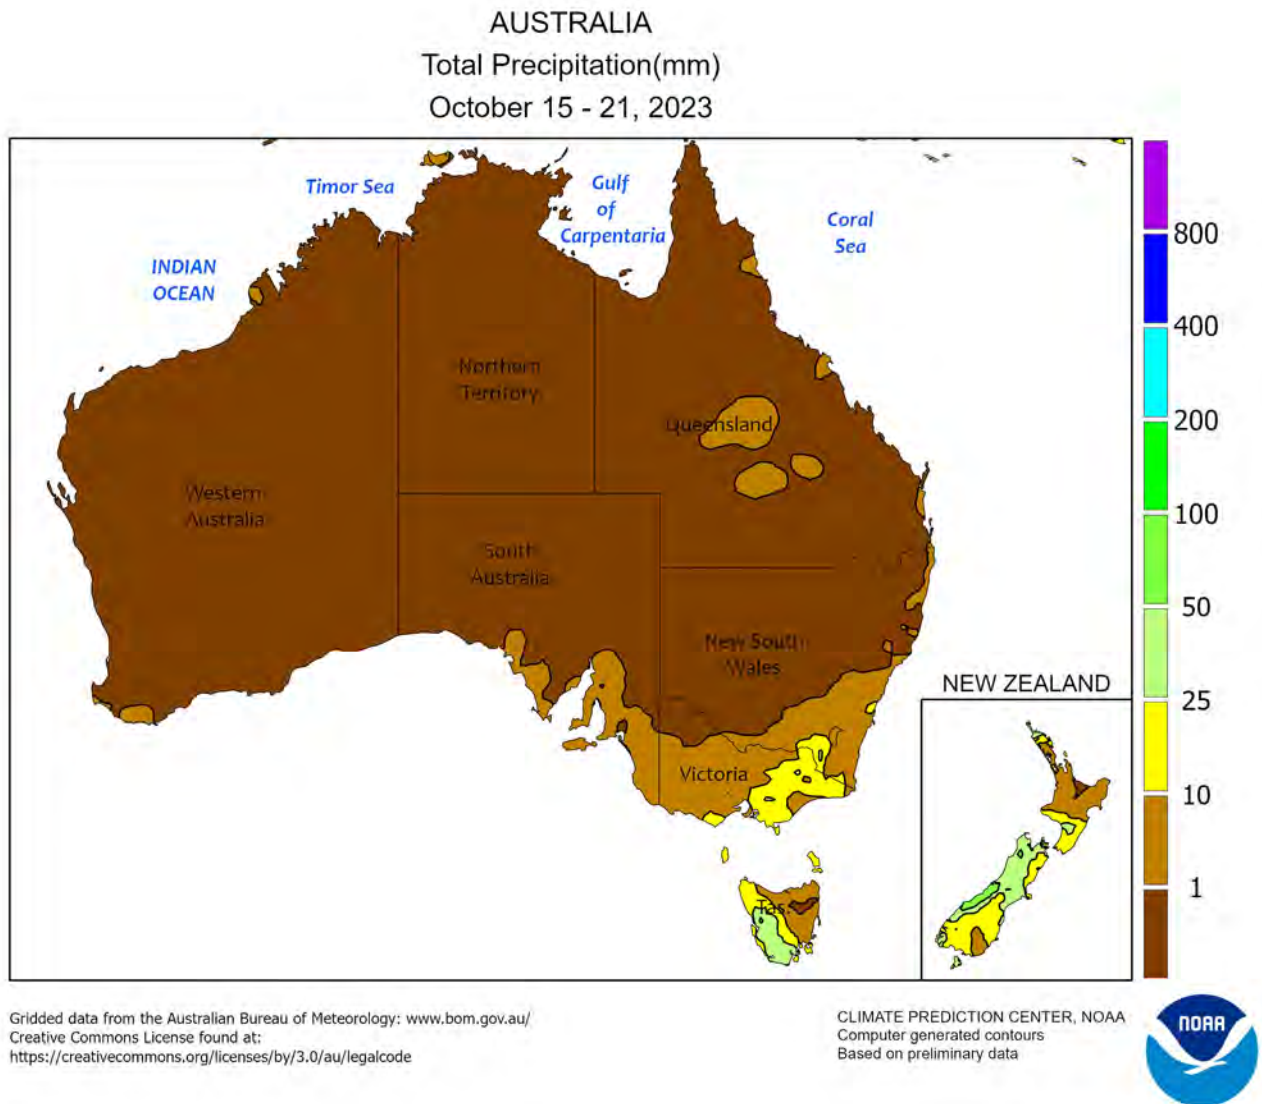 AUSTRALIA
Total Precipitation(mm)
October 15 - 21, 2023
Timor Sea
Gulf
of
Carpentaria
Coral
Sea
INDIAN
OCEAN
Northern
Territory
Queensland
Western
Australia
South
Australia
New South
Wales
Victoria
Tas.
NEW ZEALAND
800
400
200
100
50
25
10
1
Gridded data from the Australian Bureau of Meteorology: www.bom.gov.au/
Creative Commons License found at:
https://creativecommons.org/licenses/by/3.0/au/legalcode
CLIMATE PREDICTION CENTER, NOAA
Computer generated contours
Based on preliminary data
NOAA